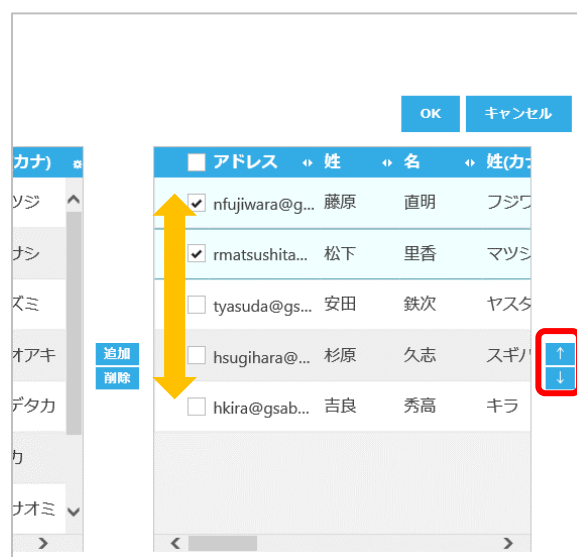 OK キャンセル
カナ) アドレス 姓 名 姓(カナ
ツジ nfujiwara@g... 藤原 直明 フジワ
ナシ rmatsushita... 松下 里香 マツシ
ズミ tyasuda@gs... 安田 鉄次 ヤスタ
オアキ 追加 hsugihara@... 杉原 久志 スギハ ↑
削除 ↓
デタカ hkira@gsab... 吉良 秀高 キラ
カ
ナオミ